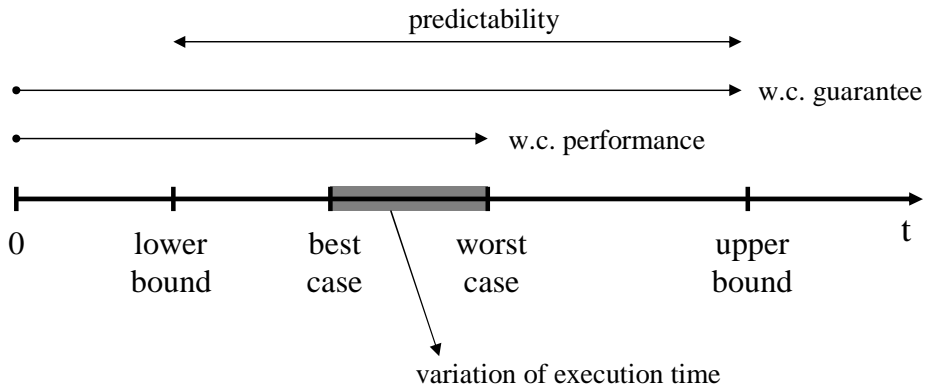 predictability
w.c. guarantee
w.c. performance
0
lower
bound
best
case
worst
case
upper
bound
t
variation of execution time